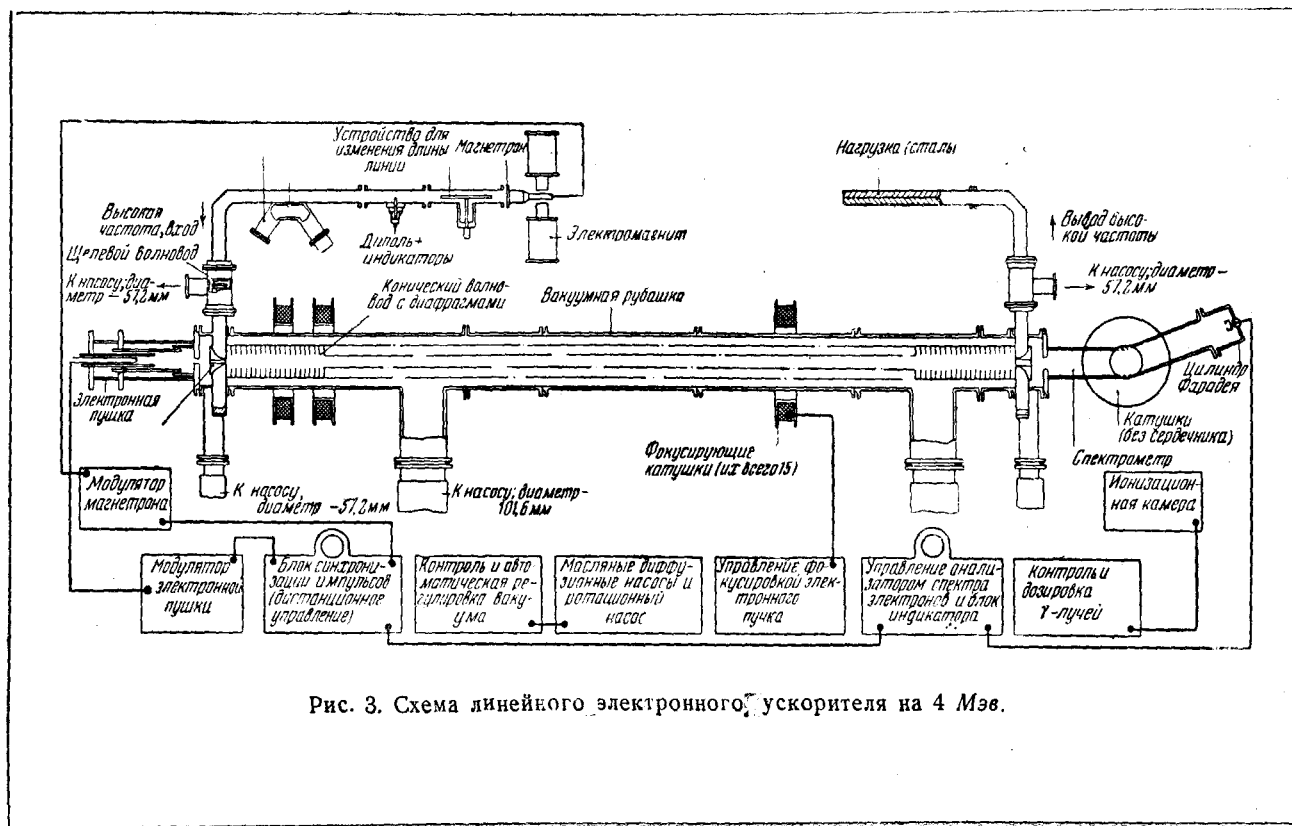 Устройство для
изменения длины
линии
Магнетрон
Нагрузка (сталь)
Высокая
частота, вход
Щелевой волновод
К насосу; диа-
метр – 57,2 мм
Диполь+
индикаторы
Электромагнит
Вывод высо-
кой частоты
К насосу; диаметр –
57,2 мм
Конический волно-
вод с диафрагмами
Вакуумная рубашка
Электронная
пушка
Цилиндр
Фарадея
Катушки
(без сердечника)
Спектрометр
Фокусирующие
катушки (их всего 15)
Модулятор
магнетрона
К насосу,
диаметр – 57,2 мм
К насосу; диаметр –
101,6 мм
Ионизацион-
ная камера
Модулятор
электронной
пушки
Блок синхрони-
зации импульсов
(дистанционное
управление)
Контроль и авто-
матическая ре-
гулировка ваку-
ума
Масляные диффу-
зионные насосы и
ротационный
насос
Управление фо-
кусировкой элек-
тронного
пучка
Управление анали-
затором спектра
электронов и блок
индикатора
Контроль и
дозировка
γ-лучей
Рис. 3. Схема линейного электронного ускорителя на 4 Мэв.